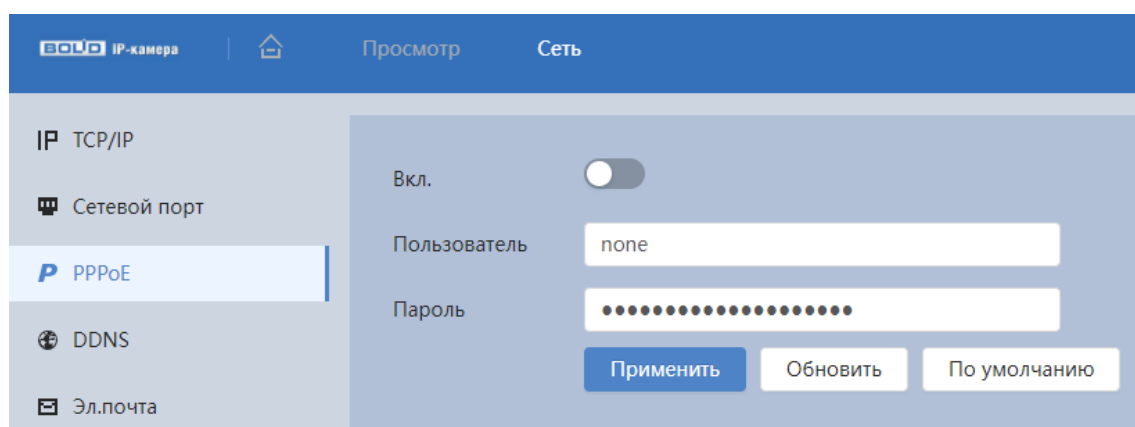 BOLID IP-камера Просмотр Сеть
IP TCP/IP
Сетевой порт
P PPPoE
DDNS
Эл.почта
Вкл.
Пользователь none
Пароль ••••••••••••••••••••
Применить Обновить По умолчанию